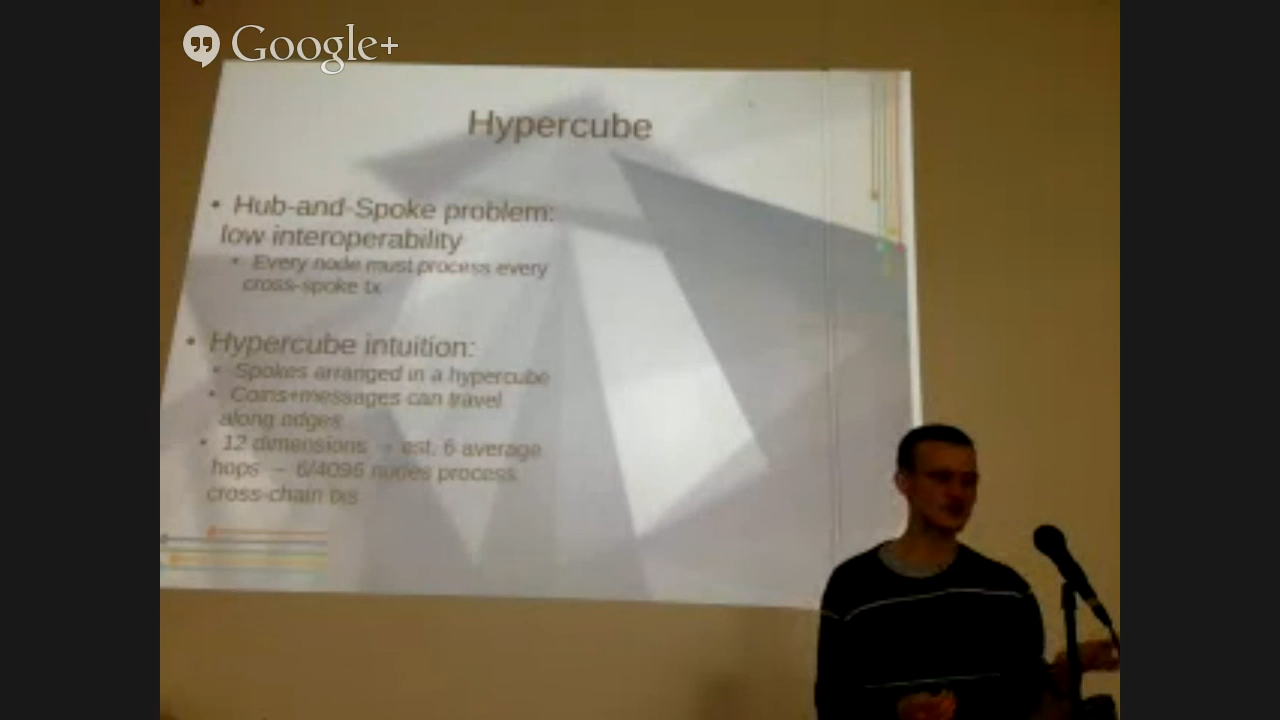 Google+
Hypercube
• Hub-and-Spoke problem:
low interoperability
• Every node must process every
cross-spoke tx
• Hypercube intuition:
• Spokes arranged in a hypercube
• Coins+messages can travel
along edges
• 12 dimensions → est. 6 average
hops → 6/4096 nodes process
cross-chain txs